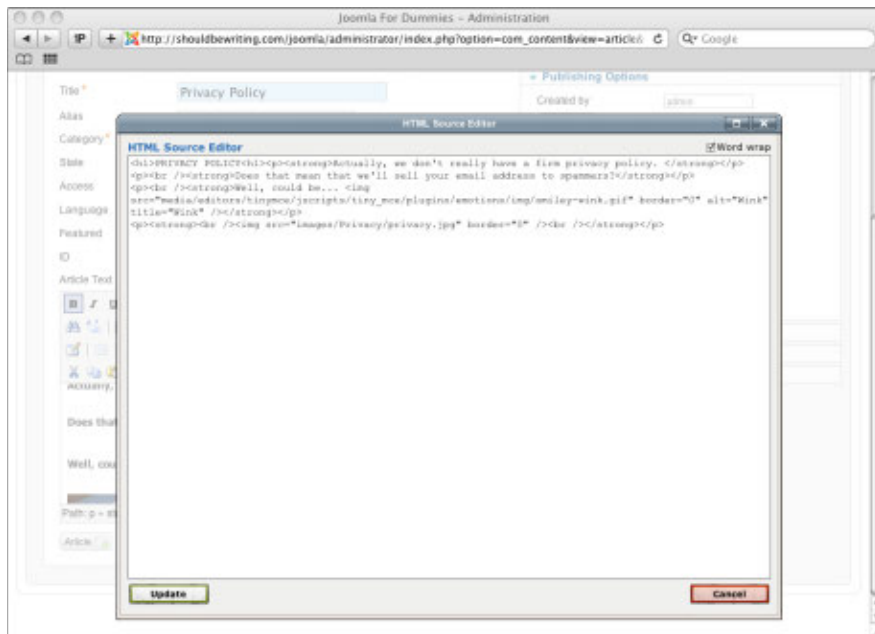 Joomla For Dummies – Administration
http://shouldbewriting.com/joomla/administrator/index.php?option=com_content&view=article&
Google
Title *
Privacy Policy
Publishing Options
Created by
admin
Alias
HTML Source Editor
Category *
HTML Source Editor
Word wrap
State
Access
Language
Featured
ID
Article Text
<h1>PRIVACY POLICY<h1><p><strong>Actually, we don't really have a firm privacy policy. </strong></p>
<p><br /><strong>Does that mean that we'll sell your email address to spammers?</strong></p>
<p><br /><strong>Well, could be... <img
src="media/editors/tinymce/jscripts/tiny_mce/plugins/emotions/img/smiley-wink.gif" border="0" alt="Wink"
title="Wink" /></strong></p>
<p><strong><br /><img src="images/Privacy/privacy.jpg" border="0" /><br /></strong></p>
B I U
Actually,
Does that
Well, cou
Path: p »
Article
Update
Cancel